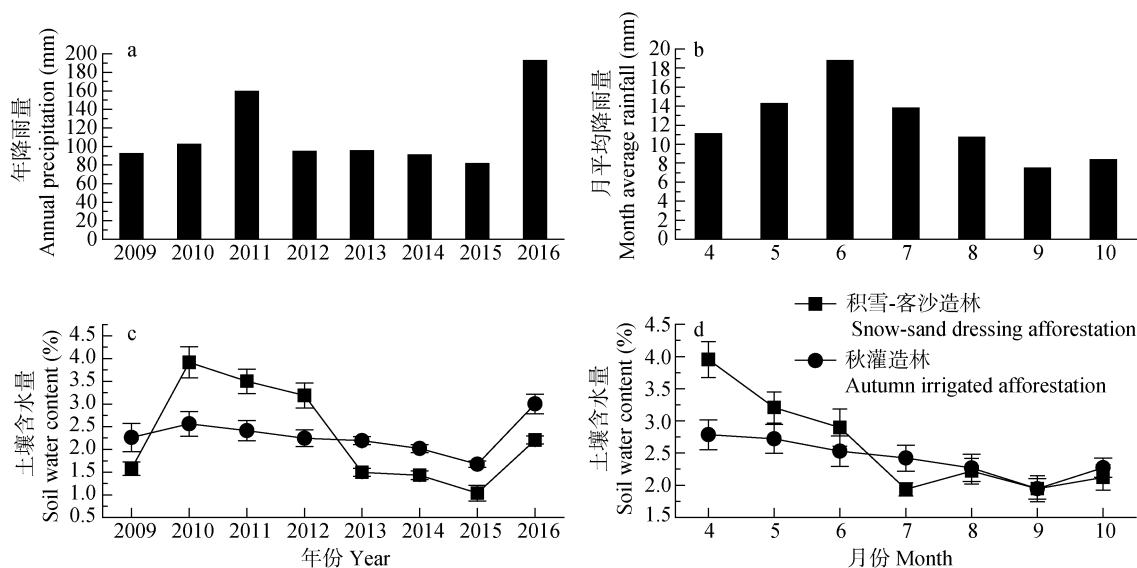 a
年降雨量
Annual precipitation (mm)
200
180
160
140
120
100
80
60
40
20
0
2009 2010 2011 2012 2013 2014 2015 2016
b
月平均降雨量
Month average rainfall (mm)
20
18
16
14
12
10
8
6
4
2
0
4 5 6 7 8 9 10
c
土壤含水量
Soil water content (%)
4.5
4.0
3.5
3.0
2.5
2.0
1.5
1.0
0.5
2009 2010 2011 2012 2013 2014 2015 2016
年份 Year
积雪-客沙造林
Snow-sand dressing afforestation
秋灌造林
Autumn irrigated afforestation
d
土壤含水量
Soil water content (%)
4.5
4.0
3.5
3.0
2.5
2.0
1.5
4 5 6 7 8 9 10
月份 Month